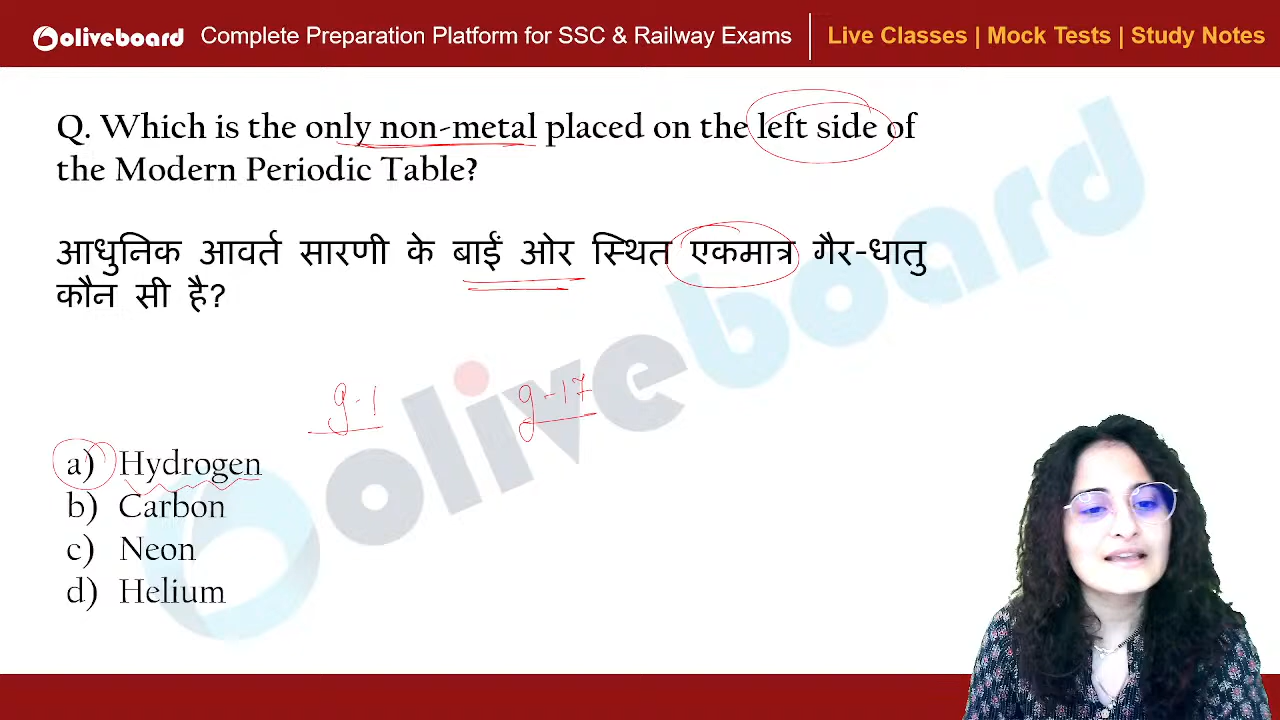 oliveboard Complete Preparation Platform for SSC & Railway Exams | Live Classes | Mock Tests | Study Notes
Q. Which is the only non-metal placed on the left side of
the Modern Periodic Table?
आधुनिक आवर्त सारणी के बाईं ओर स्थित एकमात्र गैर-धातु
कौन सी है?
g-1 g-17
a) Hydrogen
b) Carbon
c) Neon
d) Helium
oliveboard